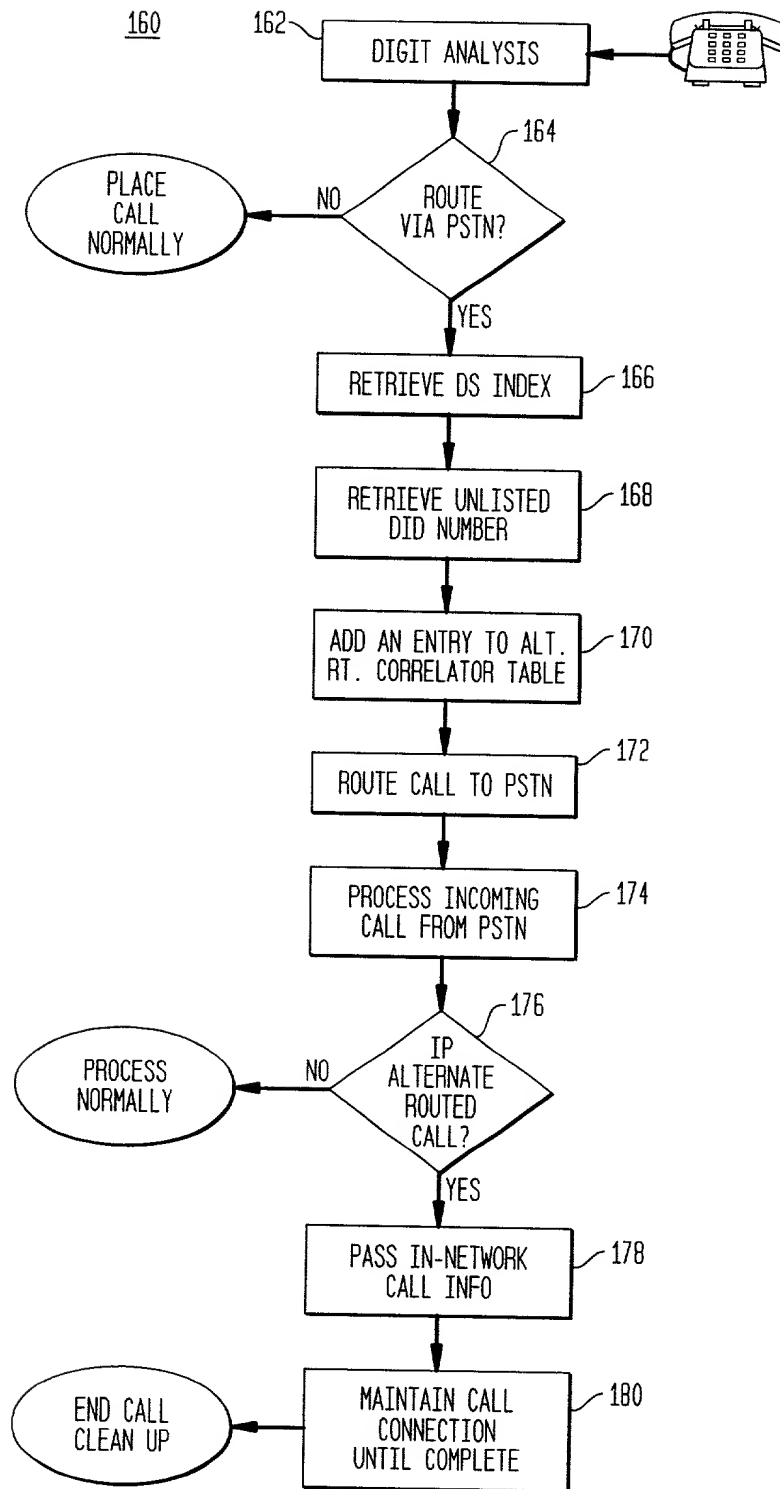 160
162
DIGIT ANALYSIS
164
ROUTE
VIA PSTN?
NO
PLACE
CALL
NORMALLY
YES
RETRIEVE DS INDEX
166
RETRIEVE UNLISTED
DID NUMBER
168
ADD AN ENTRY TO ALT.
RT. CORRELATOR TABLE
170
172
ROUTE CALL TO PSTN
PROCESS INCOMING
CALL FROM PSTN
174
176
IP
ALTERNATE
ROUTED
CALL?
NO
PROCESS
NORMALLY
YES
PASS IN-NETWORK
CALL INFO
178
MAINTAIN CALL
CONNECTION
UNTIL COMPLETE
180
END CALL
CLEAN UP